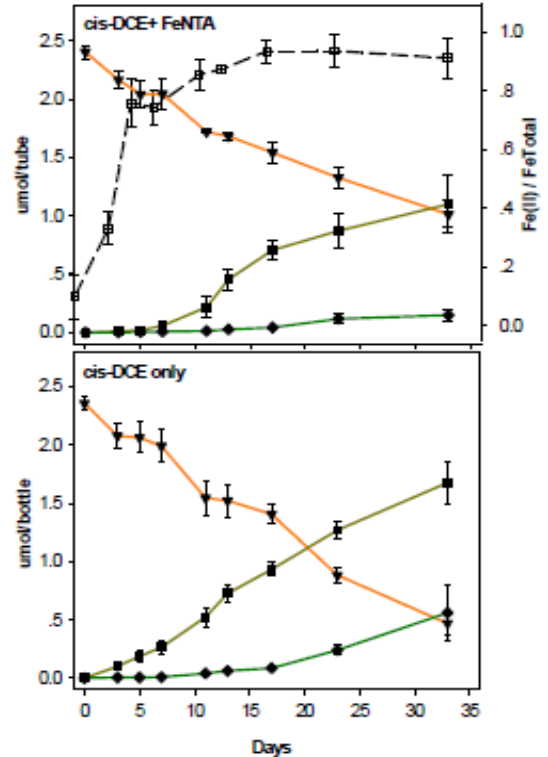 cis-DCE+ FeNTA
2.5
2.0
1.5
1.0
.5
0.0
umol/tube
1.0
.8
.6
.4
.2
0.0
Fe(II) / FeTotal
cis-DCE only
2.5
2.0
1.5
1.0
.5
0.0
umol/bottle
0 5 10 15 20 25 30 35
Days